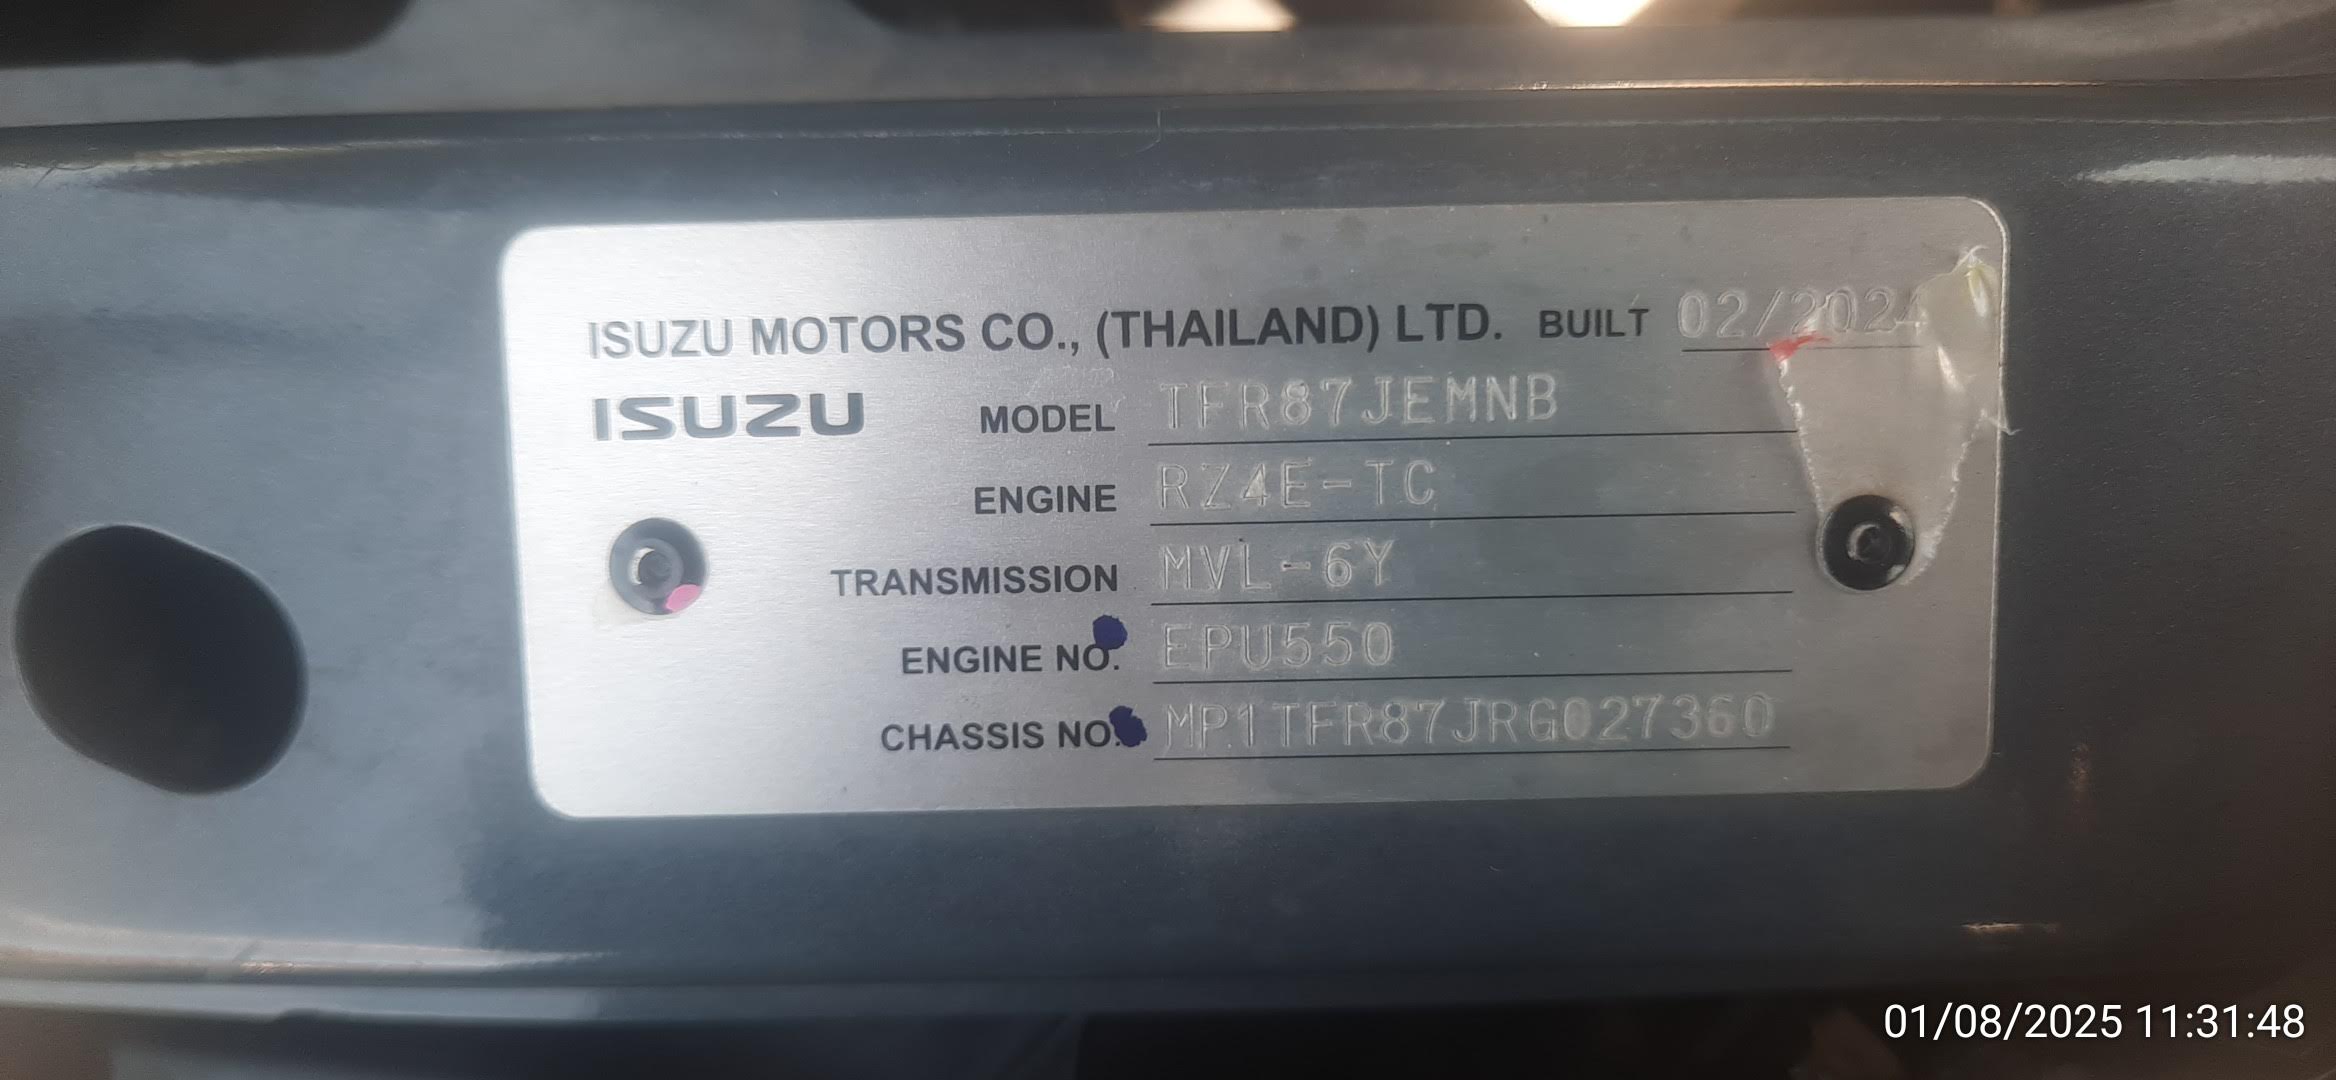 ISUZU MOTORS CO., (THAILAND) LTD. BUILT 02/2024
ISUZU
MODEL TFR87JEMNB
ENGINE RZ4E-TC
TRANSMISSION MVL-6Y
ENGINE NO. EPU550
CHASSIS NO. MP1TFR87JRG027360
01/08/2025 11:31:48